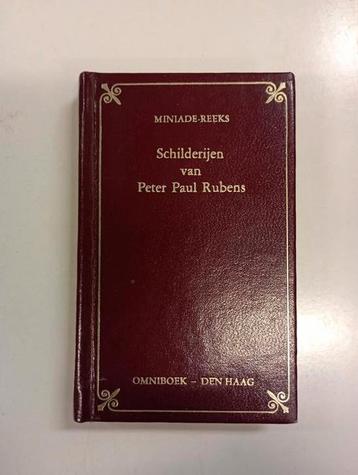 MINIADE-REEKS
Schilderijen
van
Peter Paul Rubens
OMNIBOEK – DEN HAAG